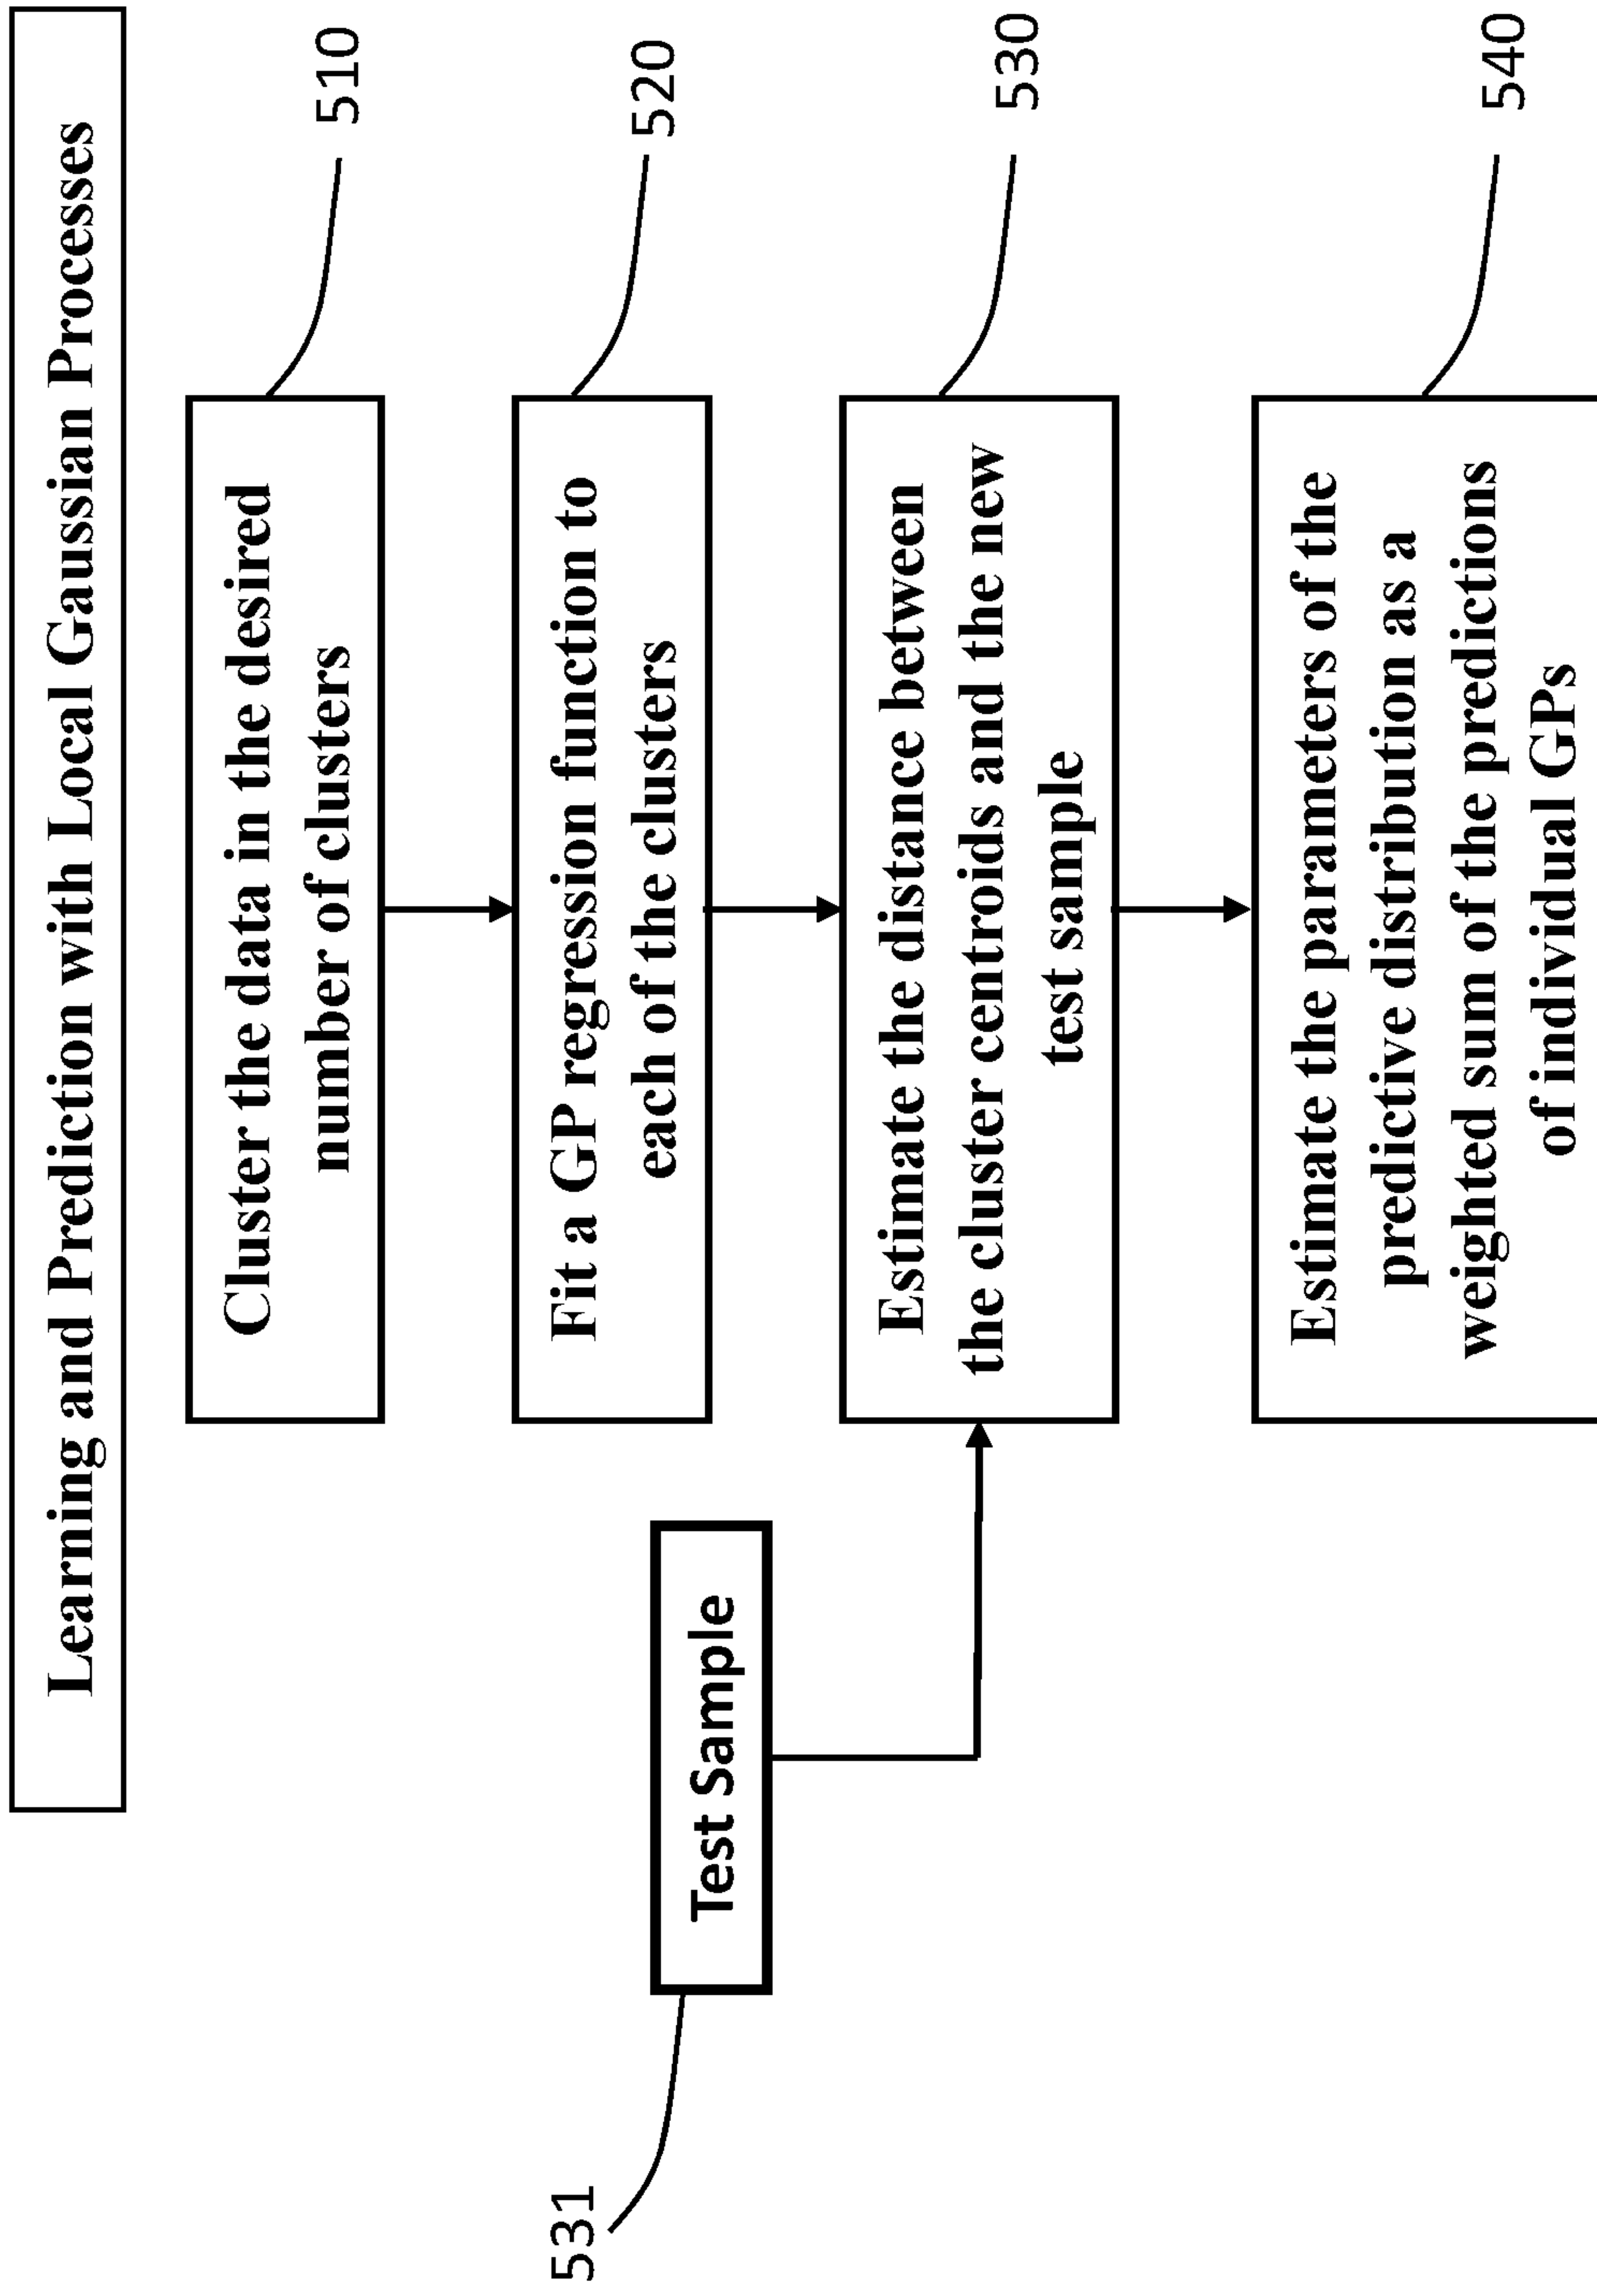 Learning and Prediction with Local Gaussian Processes
510
Cluster the data in the desired
number of clusters
520
Fit a GP regression function to
each of the clusters
531
Test Sample
530
Estimate the distance between
the cluster centroids and the new
test sample
540
Estimate the parameters of the
predictive distribution as a
weighted sum of the predictions
of individual GPs